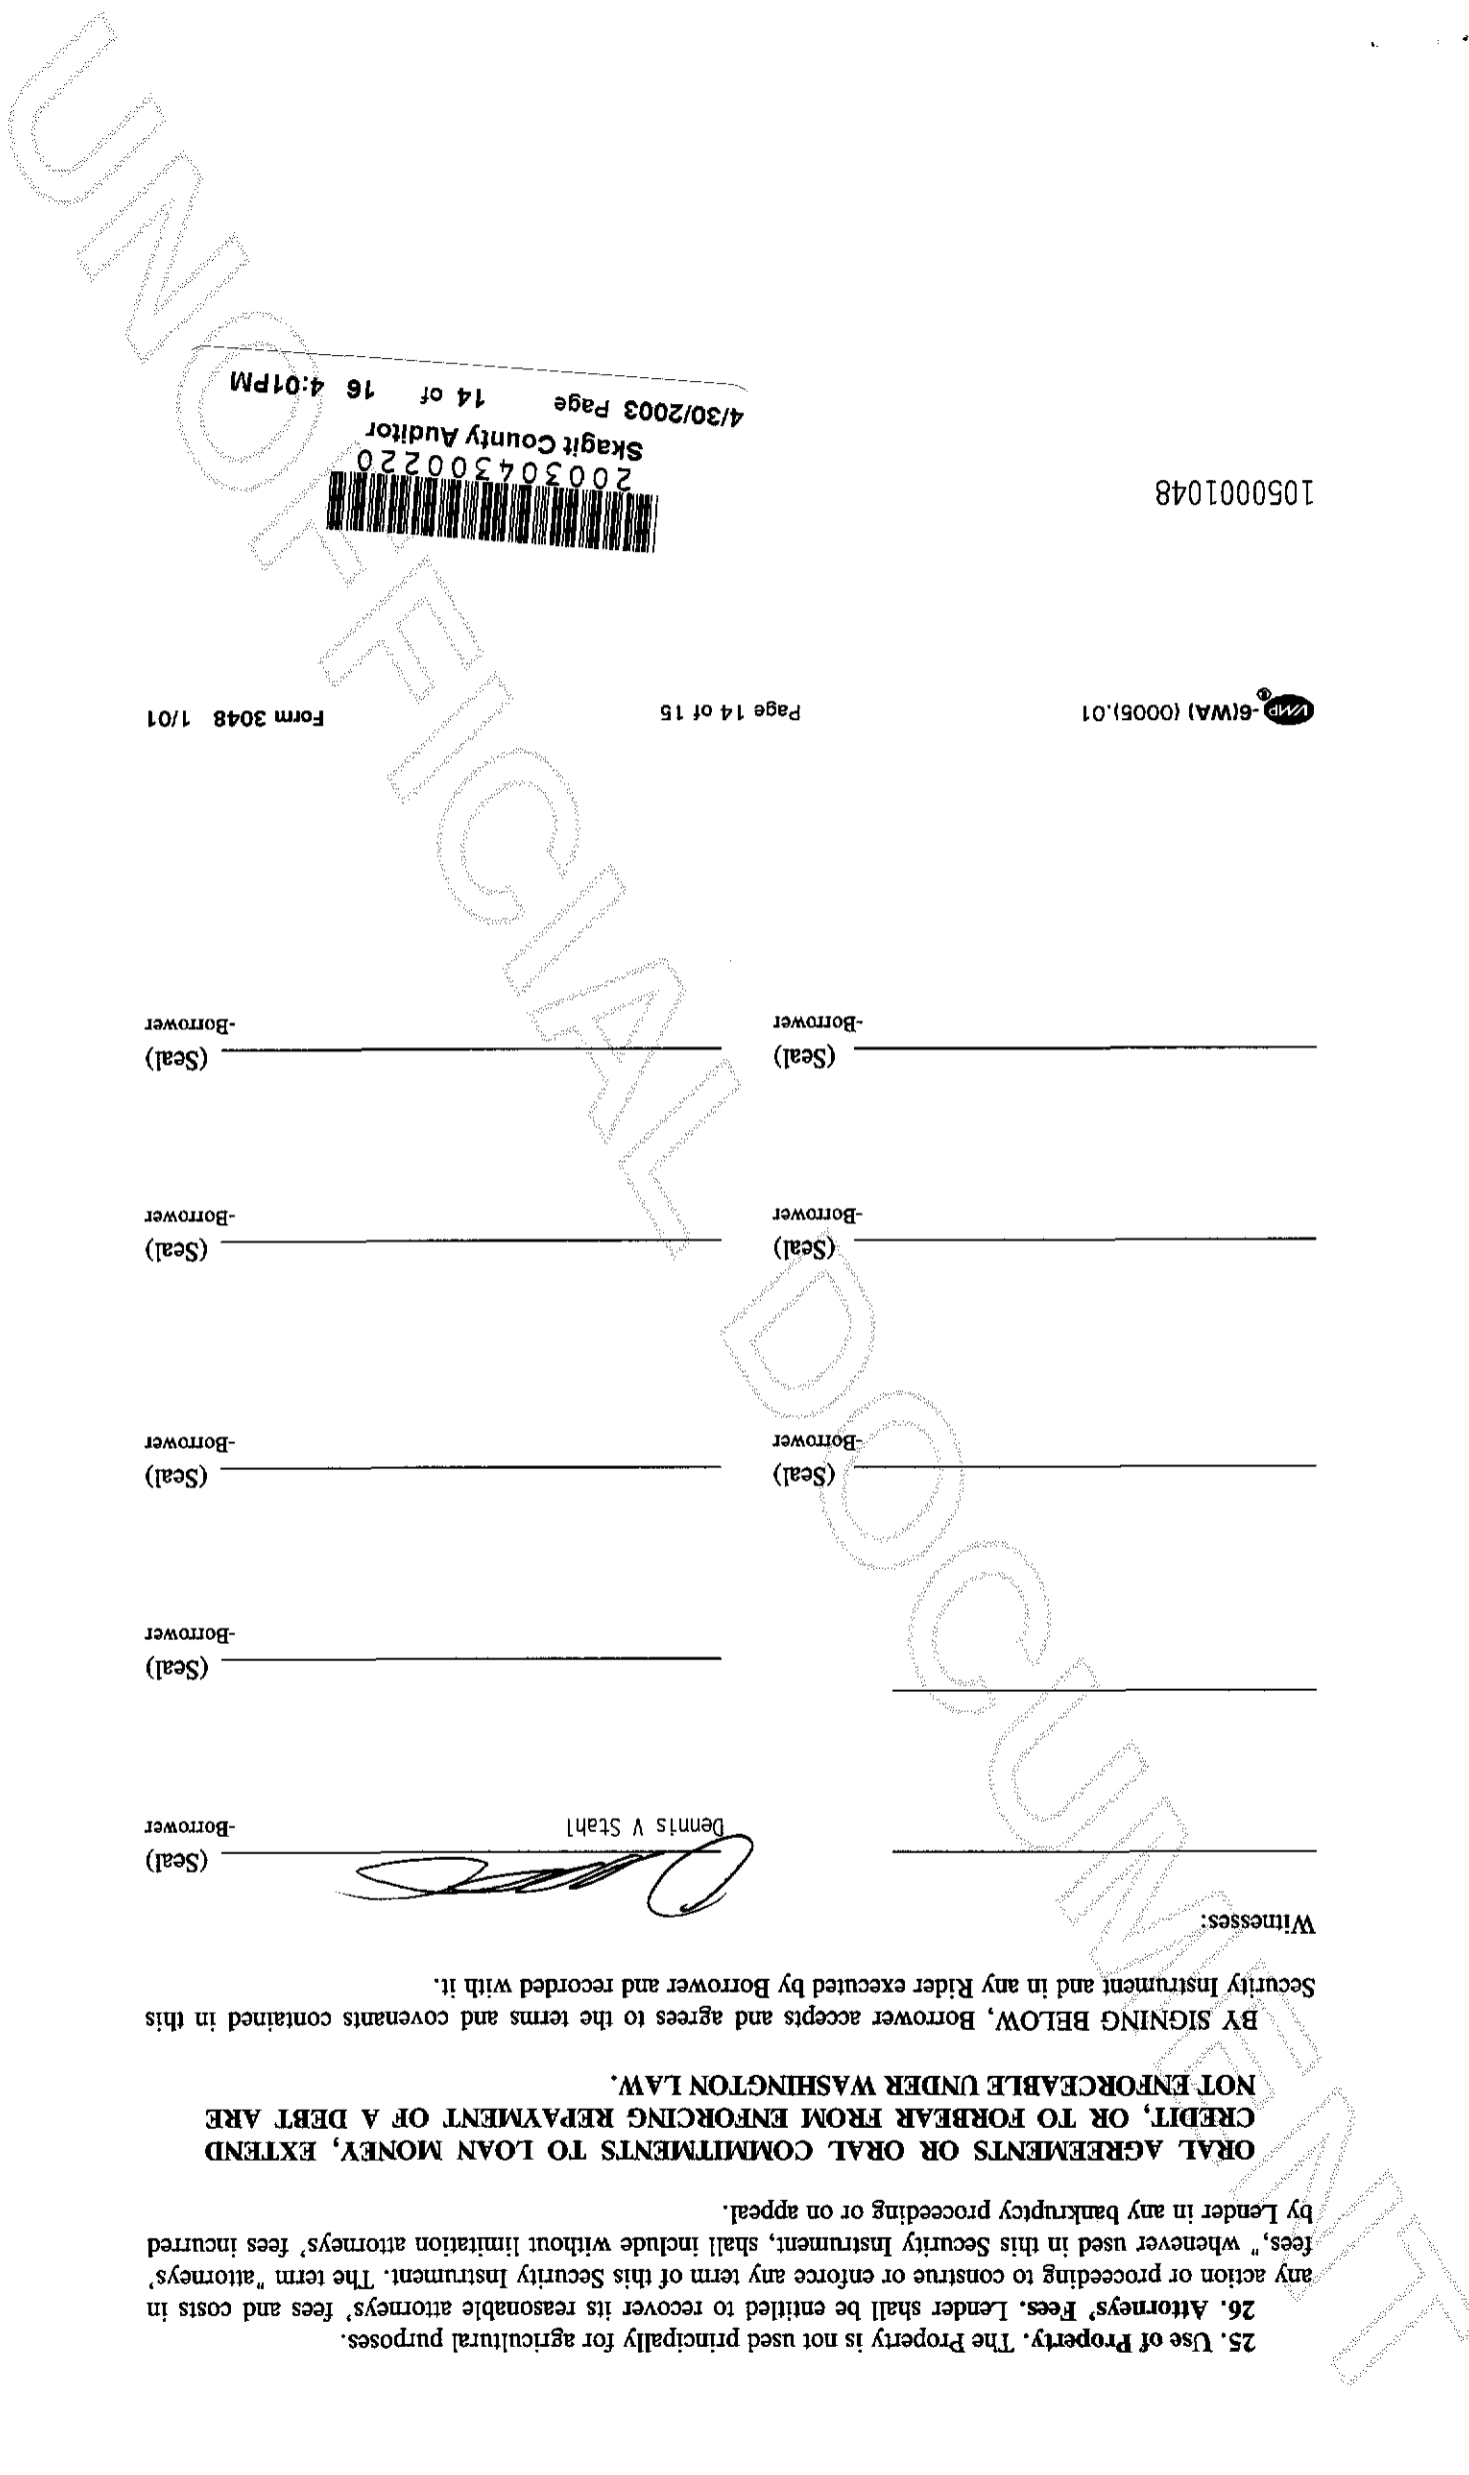 25. Use of Property. The Property is not used principally for agricultural purposes.
26. Attorneys' Fees. Lender shall be entitled to recover its reasonable attorneys' fees and costs in
any action or proceeding to construe or enforce any term of this Security Instrument. The term "attorneys'
fees," whenever used in this Security Instrument, shall include without limitation attorneys' fees incurred
by Lender in any bankruptcy proceeding or on appeal.
ORAL AGREEMENTS OR ORAL COMMITMENTS TO LOAN MONEY, EXTEND
CREDIT, OR TO FORBEAR FROM ENFORCING REPAYMENT OF A DEBT ARE
NOT ENFORCEABLE UNDER WASHINGTON LAW.
BY SIGNING BELOW, Borrower accepts and agrees to the terms and covenants contained in this
Security Instrument and in any Rider executed by Borrower and recorded with it.
Witnesses:
(Seal)
Dennis V Stahl -Borrower
(Seal)
-Borrower
(Seal) (Seal)
-Borrower -Borrower
(Seal) (Seal)
-Borrower -Borrower
(Seal) (Seal)
-Borrower -Borrower
VMP®-6(WA) (0005).01 Page 14 of 15 Form 3048 1/01
1050001048
200304300220
Skagit County Auditor
4/30/2003 Page 14 of 16 4:01PM
UNOFFICIAL DOCUMENT